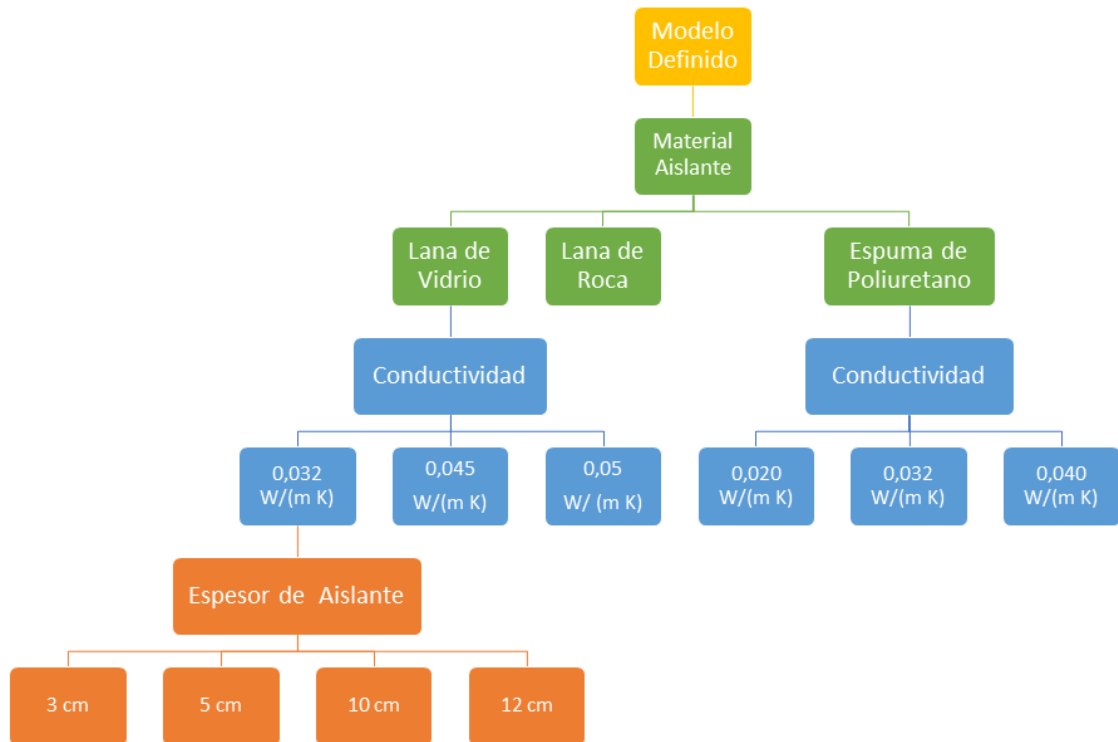 Modelo
Definido
Material
Aislante
Lana de
Vidrio
Lana de
Roca
Espuma de
Poliuretano
Conductividad
Conductividad
0,032
W/(m K)
0,045
W/(m K)
0,05
W/ (m K)
0,020
W/(m K)
0,032
W/(m K)
0,040
W/(m K)
Espesor de Aislante
3 cm
5 cm
10 cm
12 cm